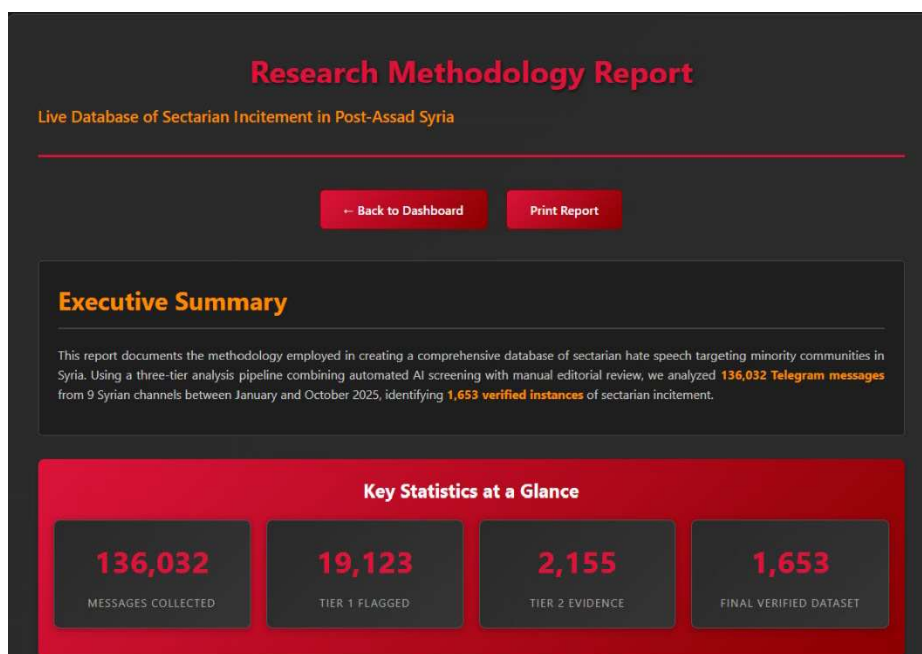 Research Methodology Report
Live Database of Sectarian Incitement in Post-Assad Syria
← Back to Dashboard
Print Report
Executive Summary
This report documents the methodology employed in creating a comprehensive database of sectarian hate speech targeting minority communities in
Syria. Using a three-tier analysis pipeline combining automated AI screening with manual editorial review, we analyzed 136,032 Telegram messages
from 9 Syrian channels between January and October 2025, identifying 1,653 verified instances of sectarian incitement.
Key Statistics at a Glance
136,032
MESSAGES COLLECTED
19,123
TIER 1 FLAGGED
2,155
TIER 2 EVIDENCE
1,653
FINAL VERIFIED DATASET